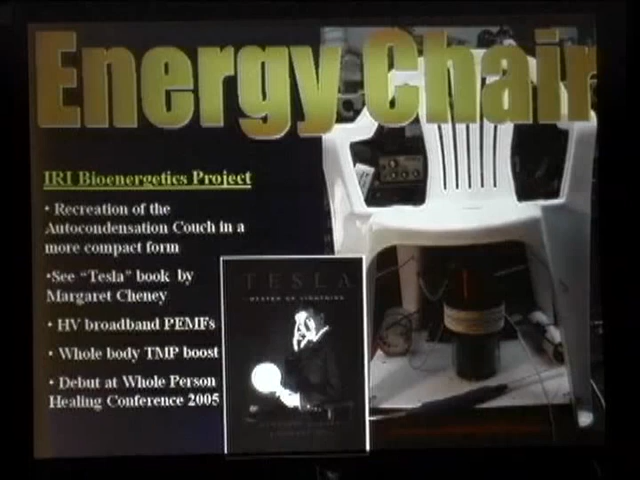 Energy Chair
IRI Bioenergetics Project
• Recreation of the
Autocondensation Couch in a
more compact form
•See “Tesla” book by
Margaret Cheney
• HV broadband PEMFs
• Whole body TMP boost
• Debut at Whole Person
Healing Conference 2005
TESLA
MASTER OF LIGHTNING